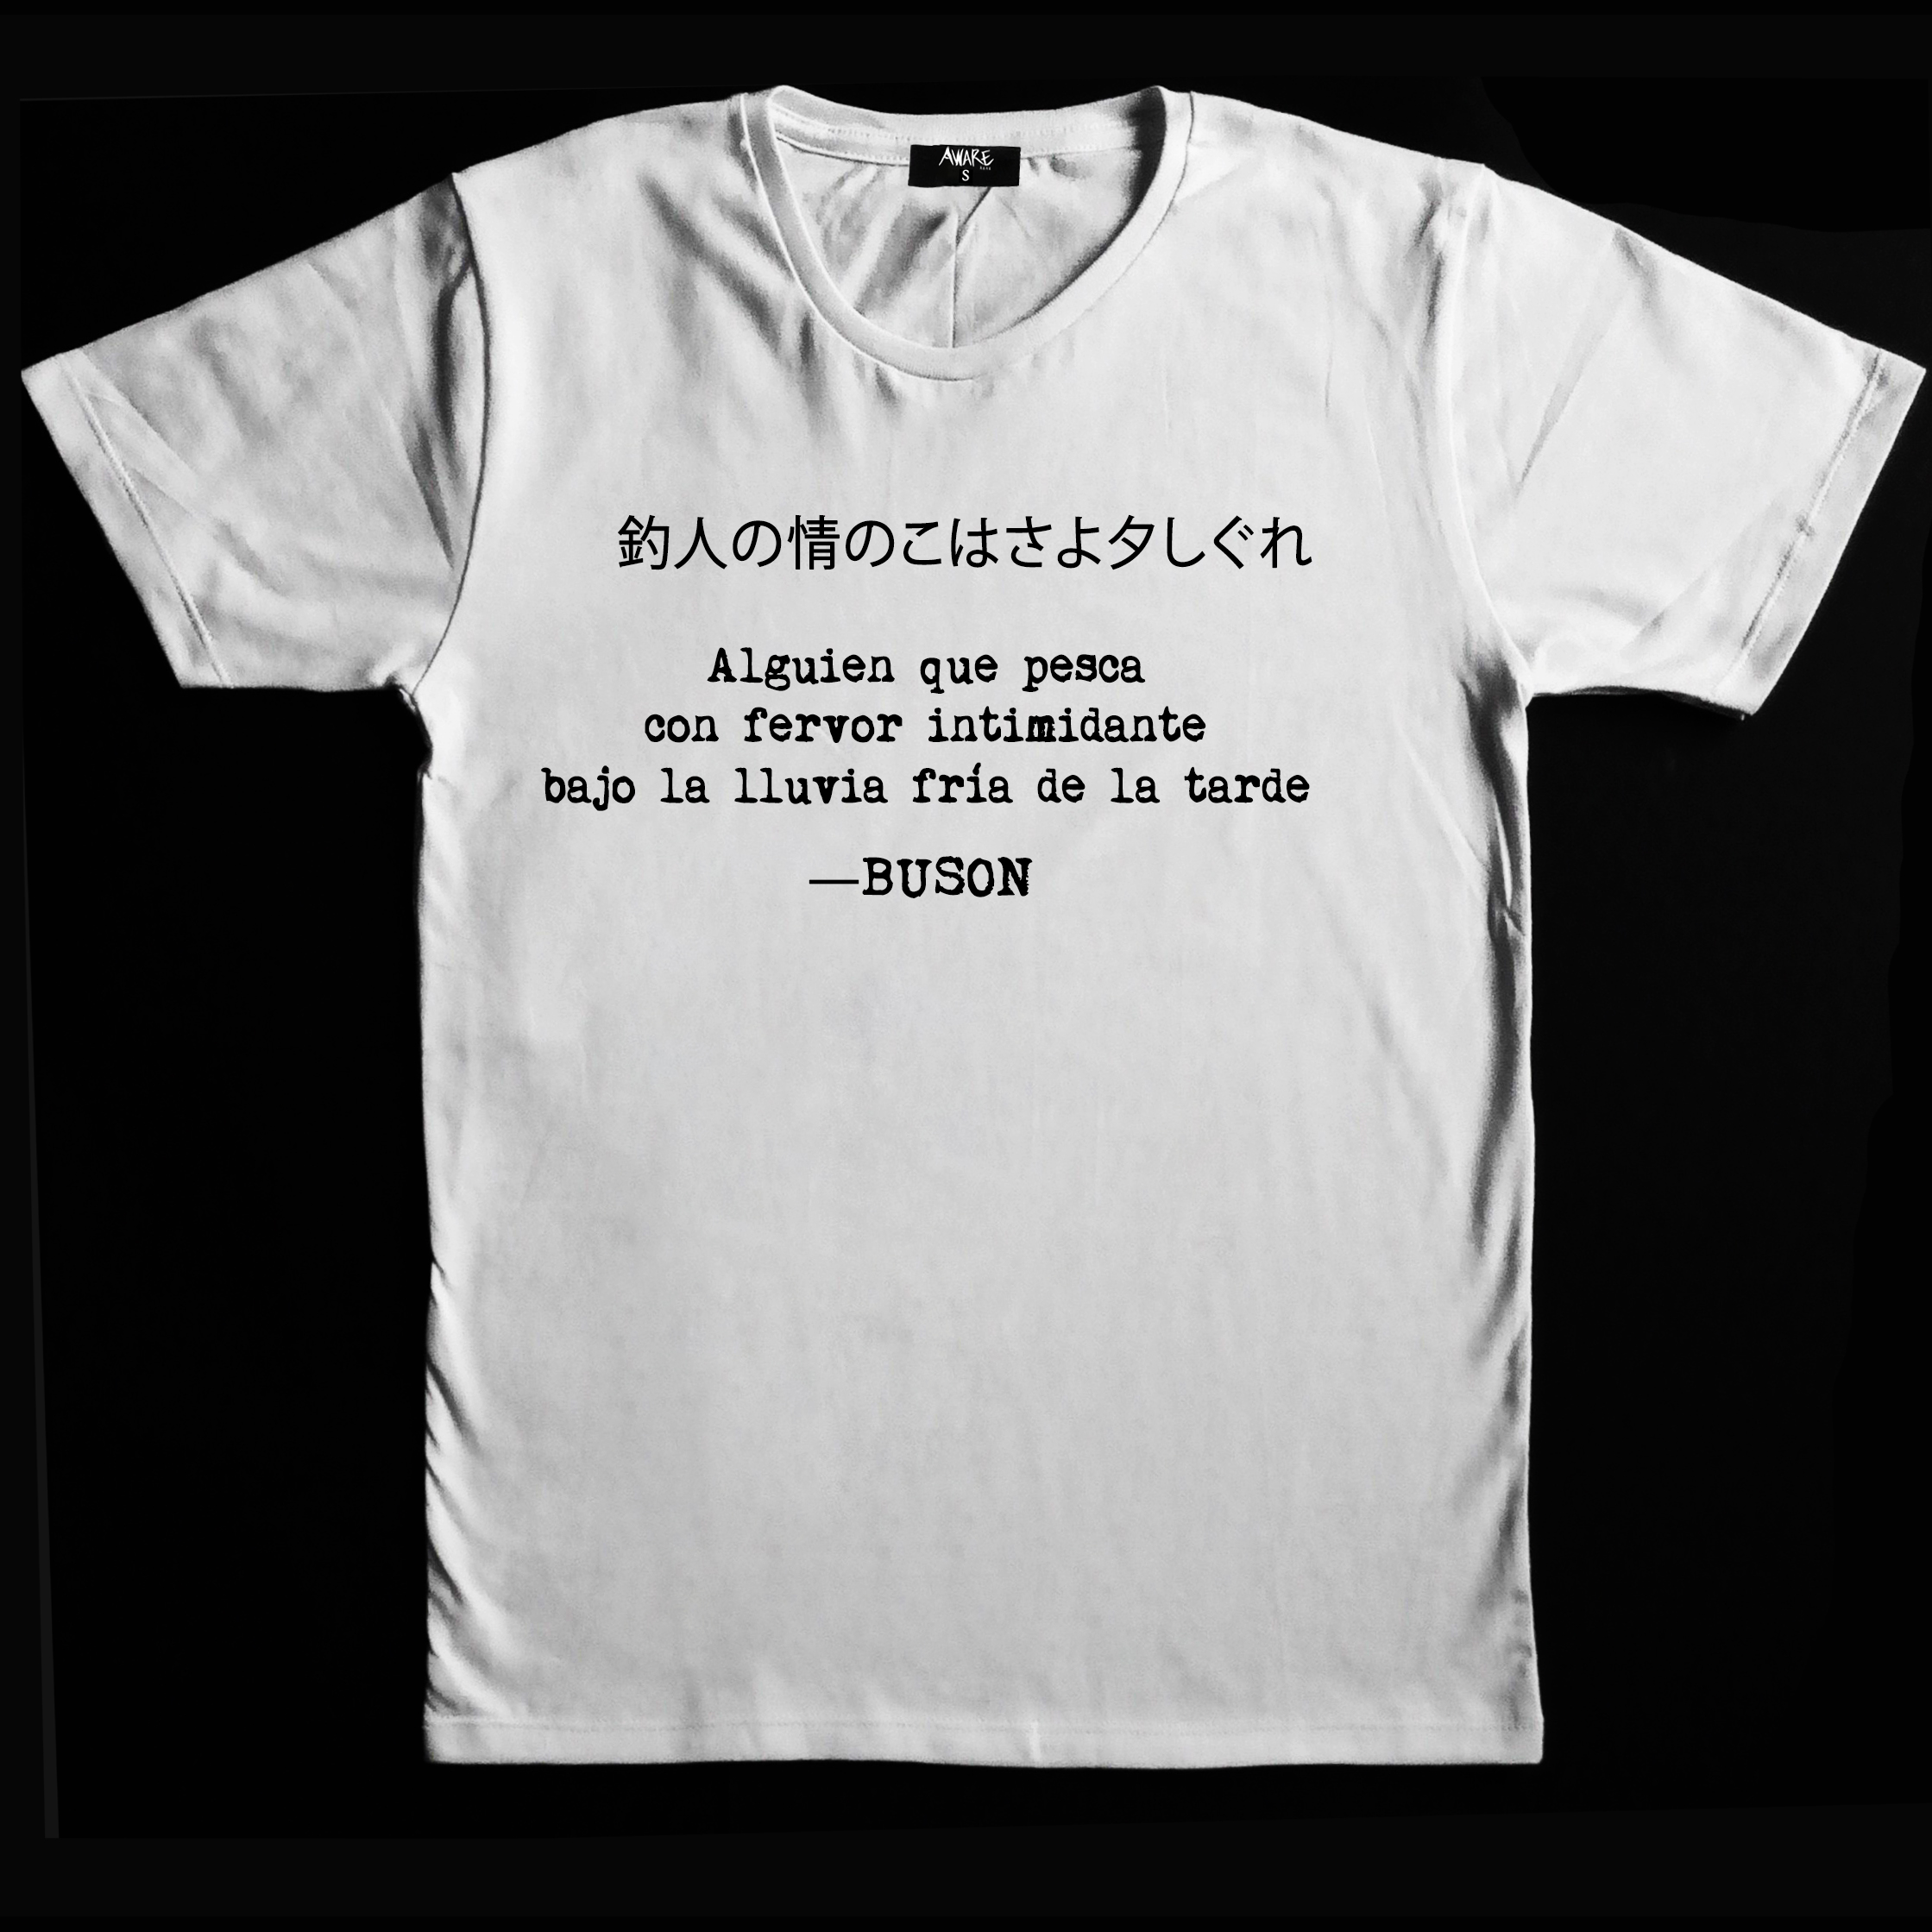 AWARE
S
釣人の情のこはさよ夕しぐれ
Alguien que pesca
con fervor intimidante
bajo la lluvia fría de la tarde
—BUSON